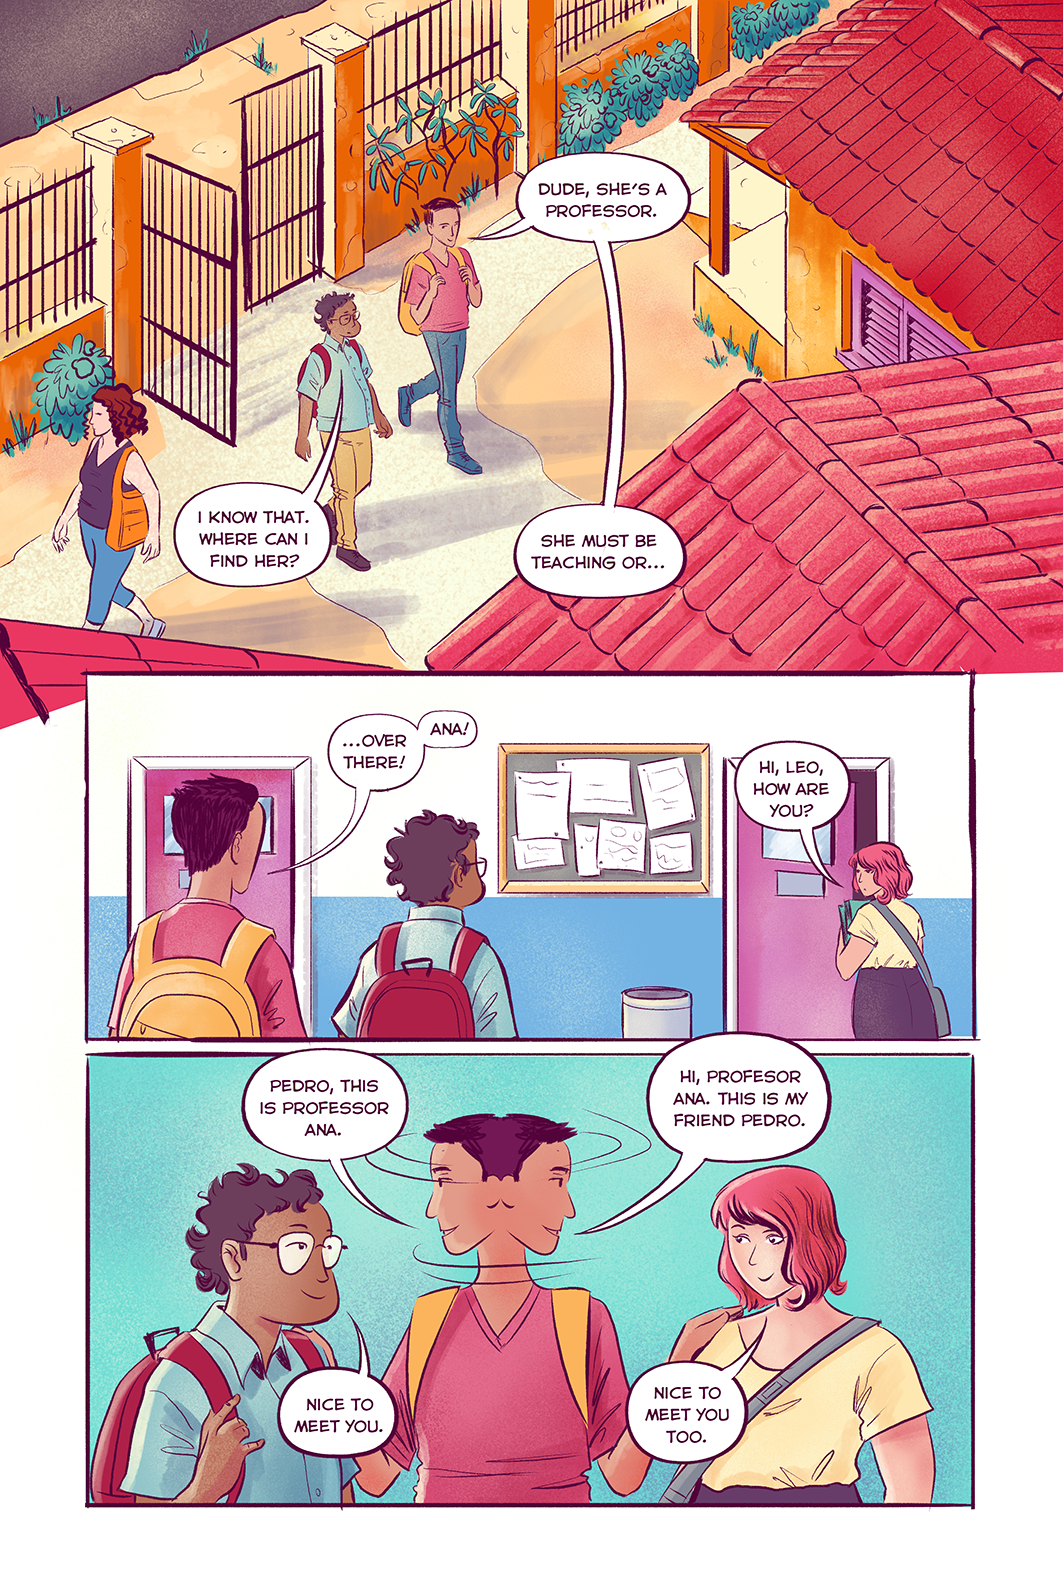 DUDE, SHE'S A
PROFESSOR.
I KNOW THAT.
WHERE CAN I
FIND HER?
SHE MUST BE
TEACHING OR...
...OVER
THERE!
ANA!
HI, LEO,
HOW ARE
YOU?
PEDRO, THIS
IS PROFESSOR
ANA.
HI, PROFESOR
ANA. THIS IS MY
FRIEND PEDRO.
NICE TO
MEET YOU.
NICE TO
MEET YOU
TOO.